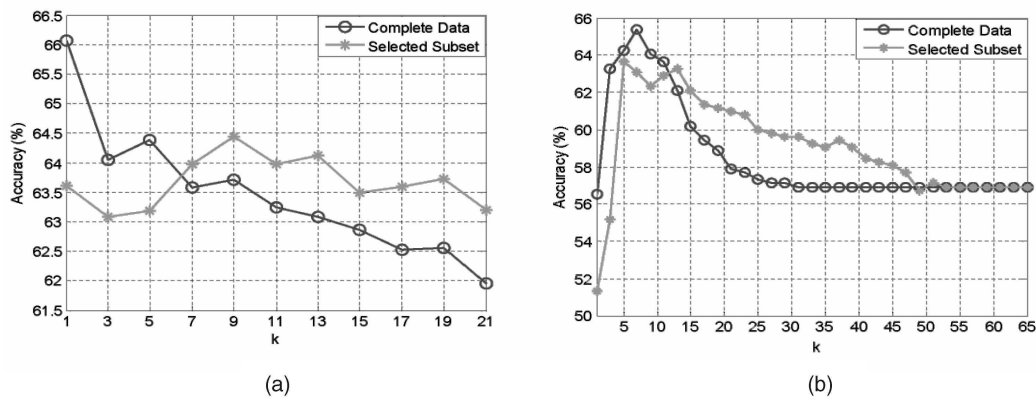 66.5
66
65.5
65
64.5
64
63.5
63
62.5
62
61.5
Accuracy (%)
1 3 5 7 9 11 13 15 17 19 21
k
Complete Data
Selected Subset
(a)
66
64
62
60
58
56
54
52
50
Accuracy (%)
5 10 15 20 25 30 35 40 45 50 55 60 65
k
Complete Data
Selected Subset
(b)